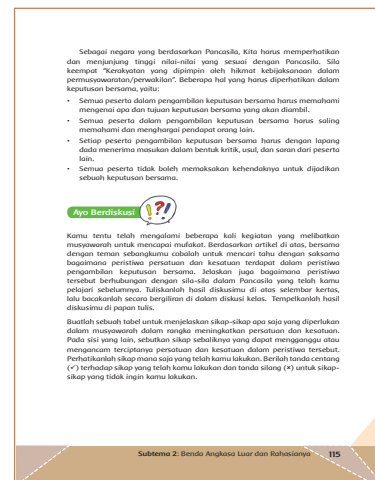 Sebagai negara yang berdasarkan Pancasila, Kita harus memperhatikan
dan menjunjung tinggi nilai-nilai yang sesuai dengan Pancasila. Sila
keempat "Kerakyatan yang dipimpin oleh hikmat kebijaksanaan dalam
permusyawaratan/perwakilan". Beberapa hal yang harus diperhatikan dalam
keputusan bersama, yaitu:
• Semua peserta dalam pengambilan keputusan bersama harus memahami
mengenai apa dan tujuan keputusan bersama yang akan diambil.
• Semua peserta dalam pengambilan keputusan bersama harus saling
memahami dan menghargai pendapat orang lain.
• Setiap peserta pengambilan keputusan bersama harus dengan lapang
dada menerima masukan dalam bentuk kritik, usul, dan saran dari peserta
lain.
• Semua peserta tidak boleh memaksakan kehendaknya untuk dijadikan
sebuah keputusan bersama.
Ayo Berdiskusi
Kamu tentu telah mengalami beberapa kali kegiatan yang melibatkan
musyawarah untuk mencapai mufakat. Berdasarkan artikel di atas, bersama
dengan teman sebangkumu cobalah untuk mencari tahu dengan saksama
bagaimana peristiwa persatuan dan kesatuan terdapat dalam peristiwa
pengambilan keputusan bersama. Jelaskan juga bagaimana peristiwa
tersebut berhubungan dengan sila-sila dalam Pancasila yang telah kamu
pelajari sebelumnya. Tuliskanlah hasil diskusimu di atas selembar kertas,
lalu bacakanlah secara bergiliran di dalam diskusi kelas. Tempelkanlah hasil
diskusimu di papan tulis.
Buatlah sebuah tabel untuk menjelaskan sikap-sikap apa saja yang diperlukan
dalam musyawarah dalam rangka meningkatkan persatuan dan kesatuan.
Pada sisi yang lain, sebutkan sikap sebaliknya yang dapat mengganggu atau
mengancam terciptanya persatuan dan kesatuan dalam peristiwa tersebut.
Perhatikanlah sikap mana saja yang telah kamu lakukan. Berilah tanda centang
(✓) terhadap sikap yang telah kamu lakukan dan tanda silang (×) untuk sikap-
sikap yang tidak ingin kamu lakukan.
Subtema 2: Benda Angkasa Luar dan Rahasianya 115